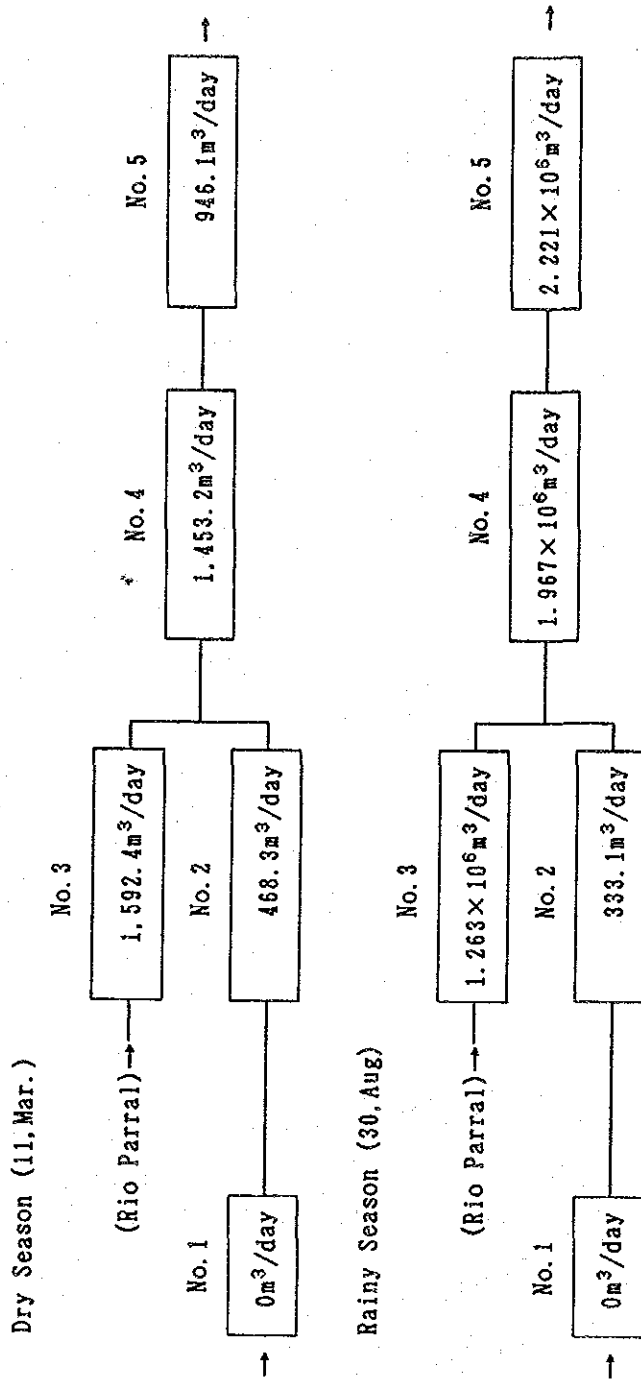 Dry Season (11, Mar.)
No. 3
1,592.4m³/day
(Rio Parral)→
No. 1
→ 0m³/day
No. 2
468.3m³/day
No. 4
1,453.2m³/day
No. 5
946.1m³/day →
Rainy Season (30, Aug)
No. 3
1.263×10⁶m³/day
(Rio Parral)→
No. 1
→ 0m³/day
No. 2
333.1m³/day
No. 4
1.967×10⁶m³/day
No. 5
2.221×10⁶m³/day →